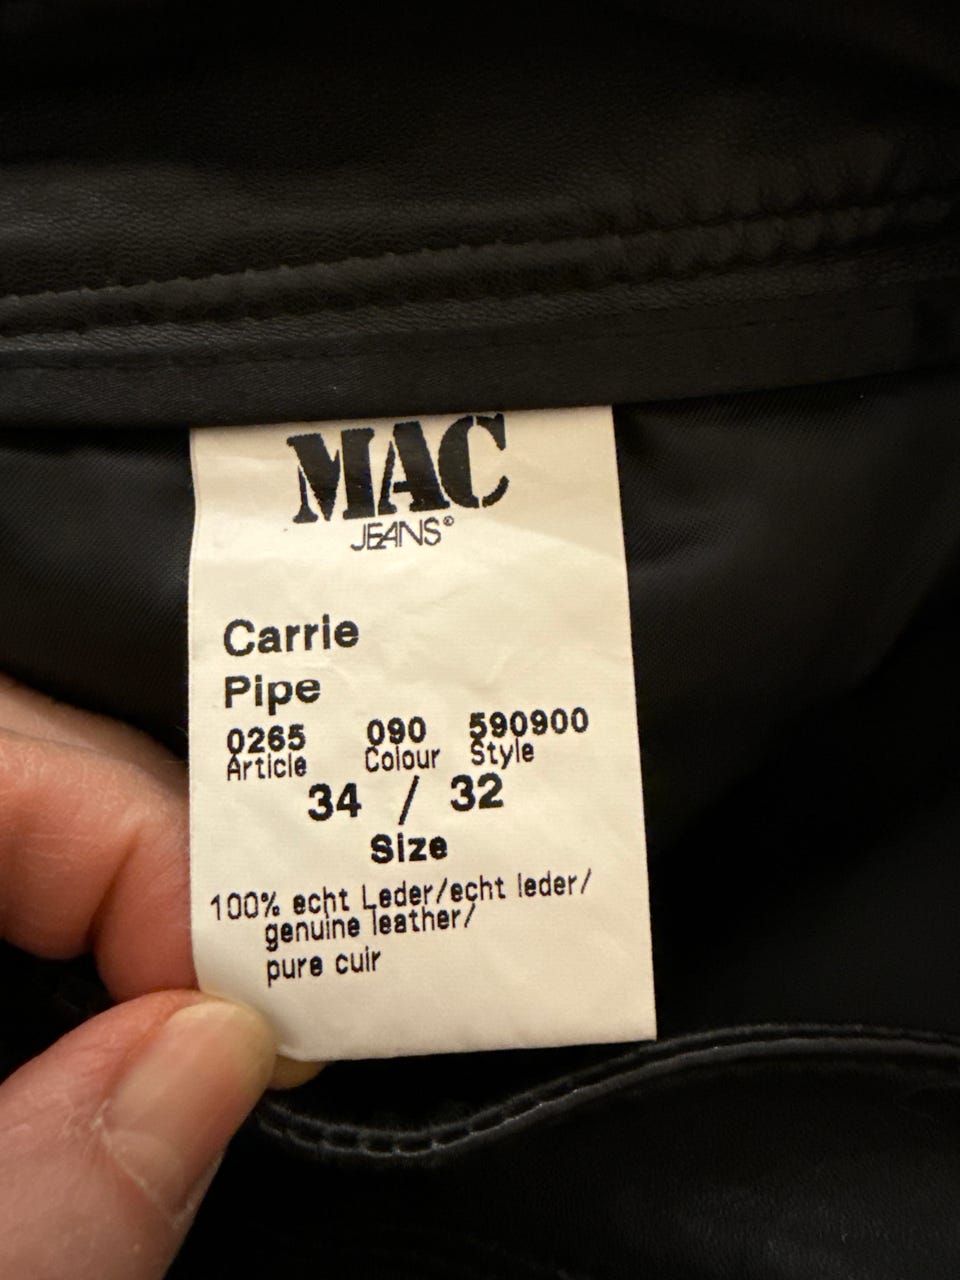 MAC
JEANS®
Carrie
Pipe
0265 090 590900
Article Colour Style
34 / 32
Size
100% echt Leder/echt leder/
genuine leather/
pure cuir